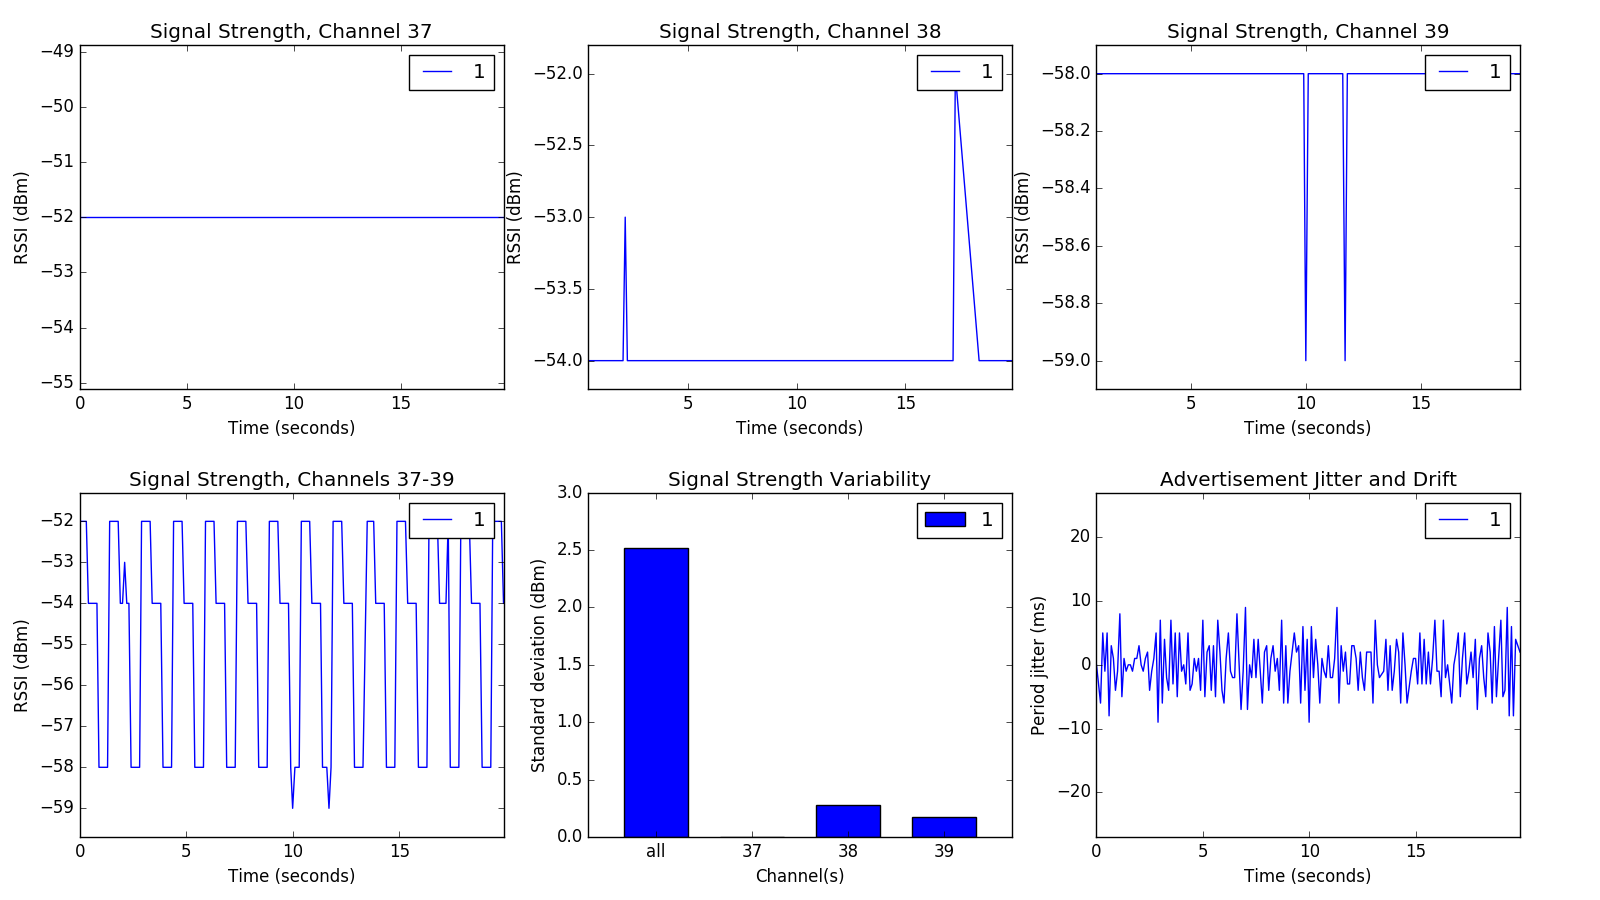 Signal Strength, Channel 37
1
−49
−50
−51
−52
−53
−54
−55
RSSI (dBm)
0 5 10 15
Time (seconds)
Signal Strength, Channel 38
1
−52.0
−52.5
−53.0
−53.5
−54.0
RSSI (dBm)
5 10 15
Time (seconds)
Signal Strength, Channel 39
1
−58.0
−58.2
−58.4
−58.6
−58.8
−59.0
RSSI (dBm)
5 10 15
Time (seconds)
Signal Strength, Channels 37-39
1
−52
−53
−54
−55
−56
−57
−58
−59
RSSI (dBm)
0 5 10 15
Time (seconds)
Signal Strength Variability
1
3.0
2.5
2.0
1.5
1.0
0.5
0.0
Standard deviation (dBm)
all 37 38 39
Channel(s)
Advertisement Jitter and Drift
1
20
10
0
−10
−20
Period jitter (ms)
0 5 10 15
Time (seconds)